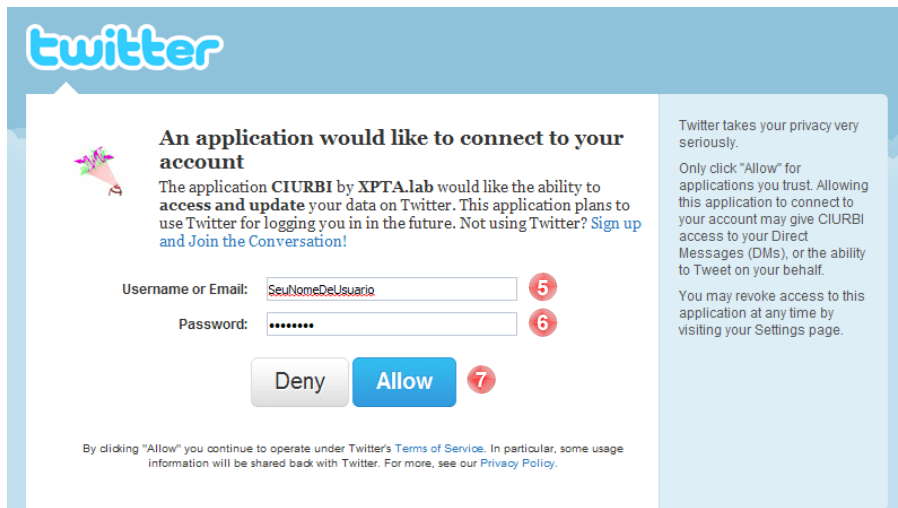 twitter
An application would like to connect to your
account
The application CIURBI by XPTA.lab would like the ability to
access and update your data on Twitter. This application plans to
use Twitter for logging you in in the future. Not using Twitter? Sign up
and Join the Conversation!
Username or Email: SeuNomeDeUsuario 5
Password: •••••••• 6
Deny Allow 7
By clicking "Allow" you continue to operate under Twitter's Terms of Service. In particular, some usage
information will be shared back with Twitter. For more, see our Privacy Policy.
Twitter takes your privacy very
seriously.
Only click "Allow" for
applications you trust. Allowing
this application to connect to
your account may give CIURBI
access to your Direct
Messages (DMs), or the ability
to Tweet on your behalf.
You may revoke access to this
application at any time by
visiting your Settings page.